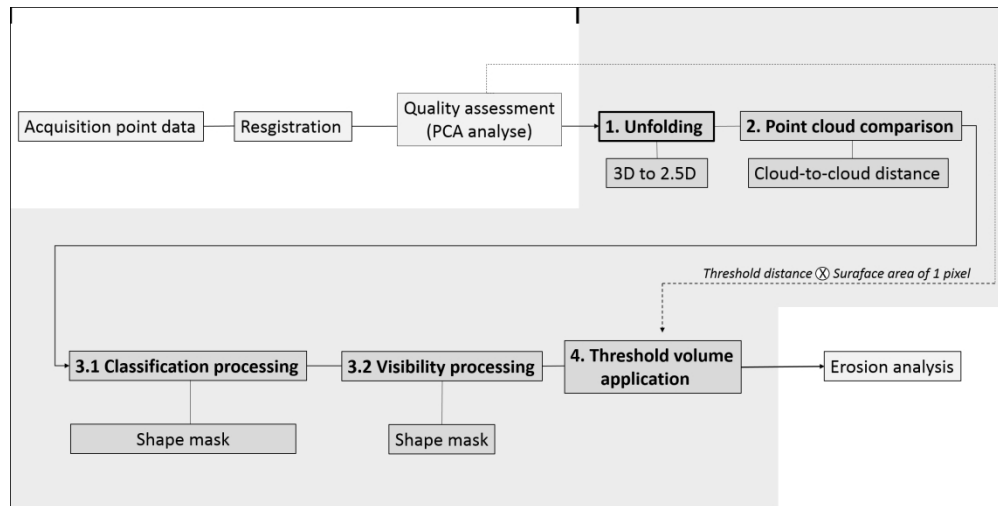 Quality assessment
(PCA analyse)
Acquisition point data
Resgistration
1. Unfolding
2. Point cloud comparison
3D to 2.5D
Cloud-to-cloud distance
Threshold distance ⓧ Suraface area of 1 pixel
3.1 Classification processing
3.2 Visibility processing
4. Threshold volume
application
Erosion analysis
Shape mask
Shape mask